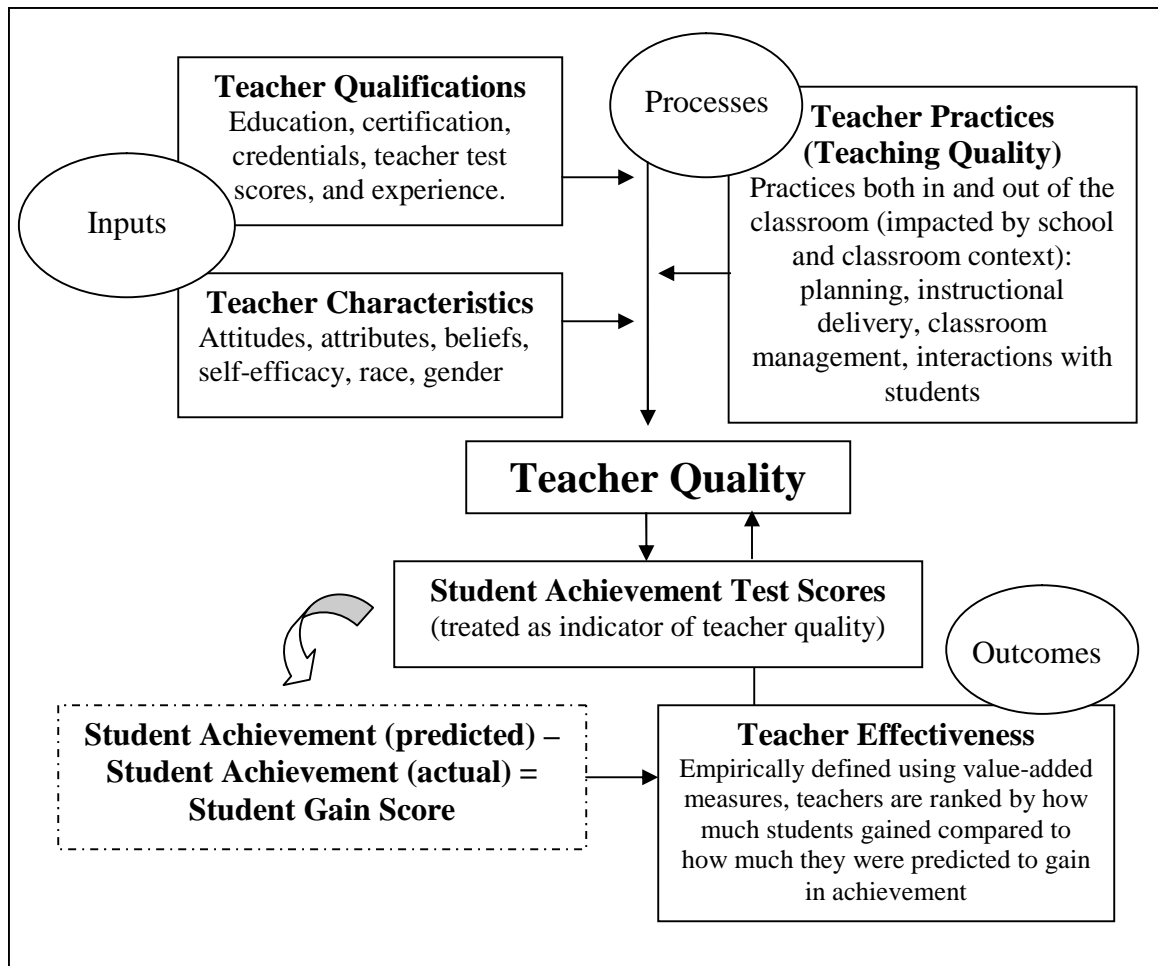 Teacher Qualifications
Education, certification,
credentials, teacher test
scores, and experience.
Inputs
Teacher Characteristics
Attitudes, attributes, beliefs,
self-efficacy, race, gender
Processes
Teacher Practices
(Teaching Quality)
Practices both in and out of the
classroom (impacted by school
and classroom context):
planning, instructional
delivery, classroom
management, interactions with
students
Teacher Quality
Student Achievement Test Scores
(treated as indicator of teacher quality)
Outcomes
Student Achievement (predicted) –
Student Achievement (actual) =
Student Gain Score
Teacher Effectiveness
Empirically defined using value-added
measures, teachers are ranked by how
much students gained compared to
how much they were predicted to gain
in achievement